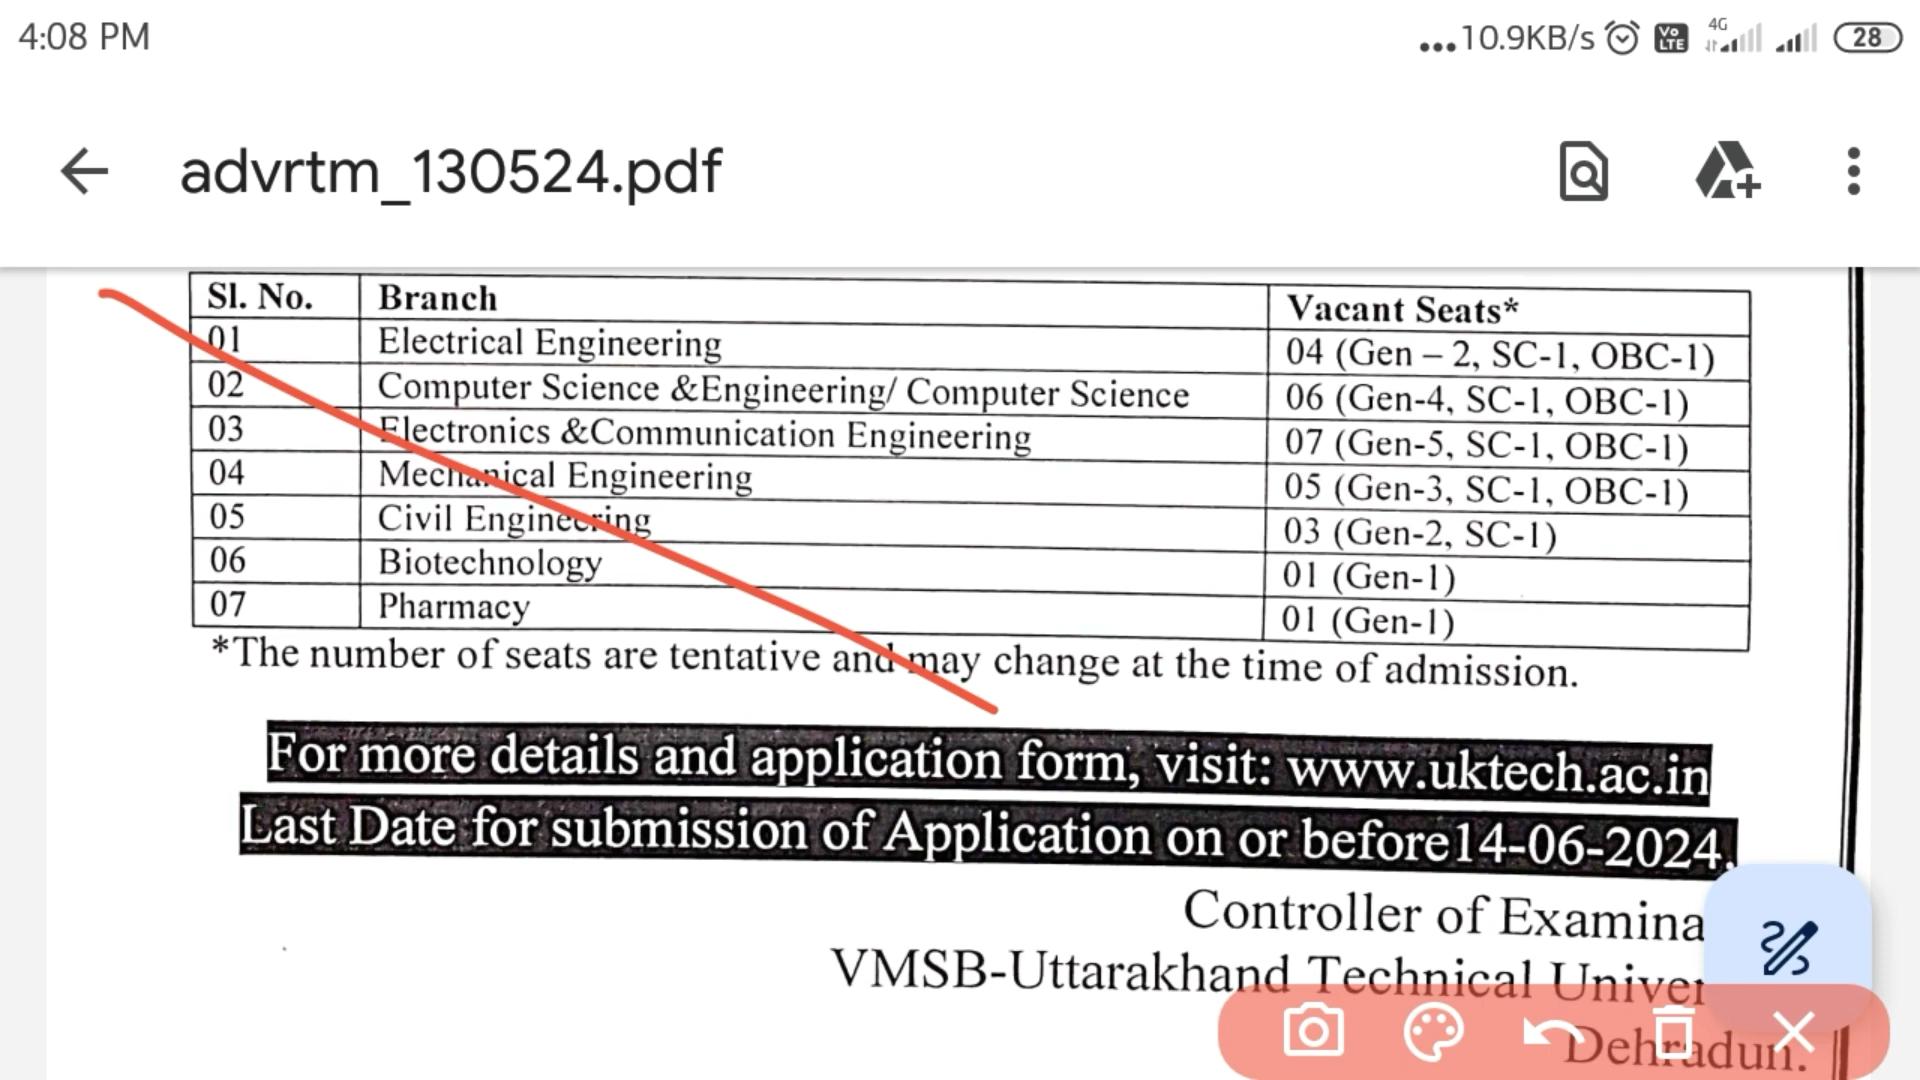 4:08 PM
...10.9KB/s Vo LTE 4G 28
advrtm_130524.pdf
Sl. No. Branch Vacant Seats*
01 Electrical Engineering 04 (Gen – 2, SC-1, OBC-1)
02 Computer Science &Engineering/ Computer Science 06 (Gen-4, SC-1, OBC-1)
03 Electronics &Communication Engineering 07 (Gen-5, SC-1, OBC-1)
04 Mechanical Engineering 05 (Gen-3, SC-1, OBC-1)
05 Civil Engineering 03 (Gen-2, SC-1)
06 Biotechnology 01 (Gen-1)
07 Pharmacy 01 (Gen-1)
*The number of seats are tentative and may change at the time of admission.
For more details and application form, visit: www.uktech.ac.in
Last Date for submission of Application on or before14-06-2024.
Controller of Examina
VMSB-Uttarakhand Technical Univer
Dehradun.